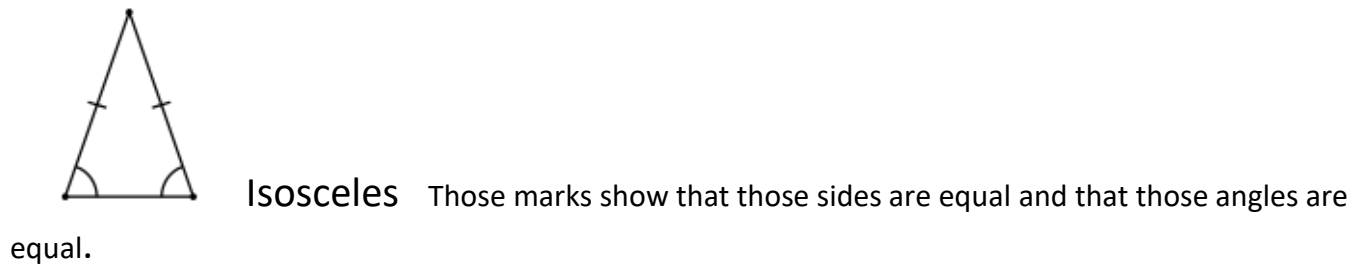 Isosceles Those marks show that those sides are equal and that those angles are
equal.